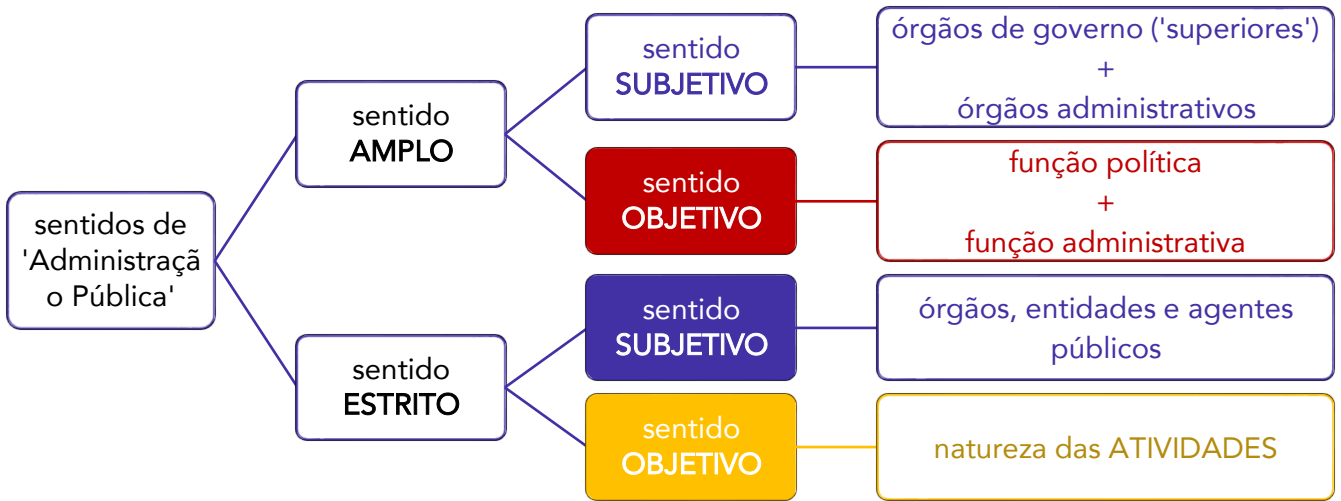 sentidos de
'Administraçã
o Pública'
sentido
AMPLO
sentido
SUBJETIVO
órgãos de governo ('superiores')
+
órgãos administrativos
sentido
OBJETIVO
função política
+
função administrativa
sentido
ESTRITO
sentido
SUBJETIVO
órgãos, entidades e agentes
públicos
sentido
OBJETIVO
natureza das ATIVIDADES